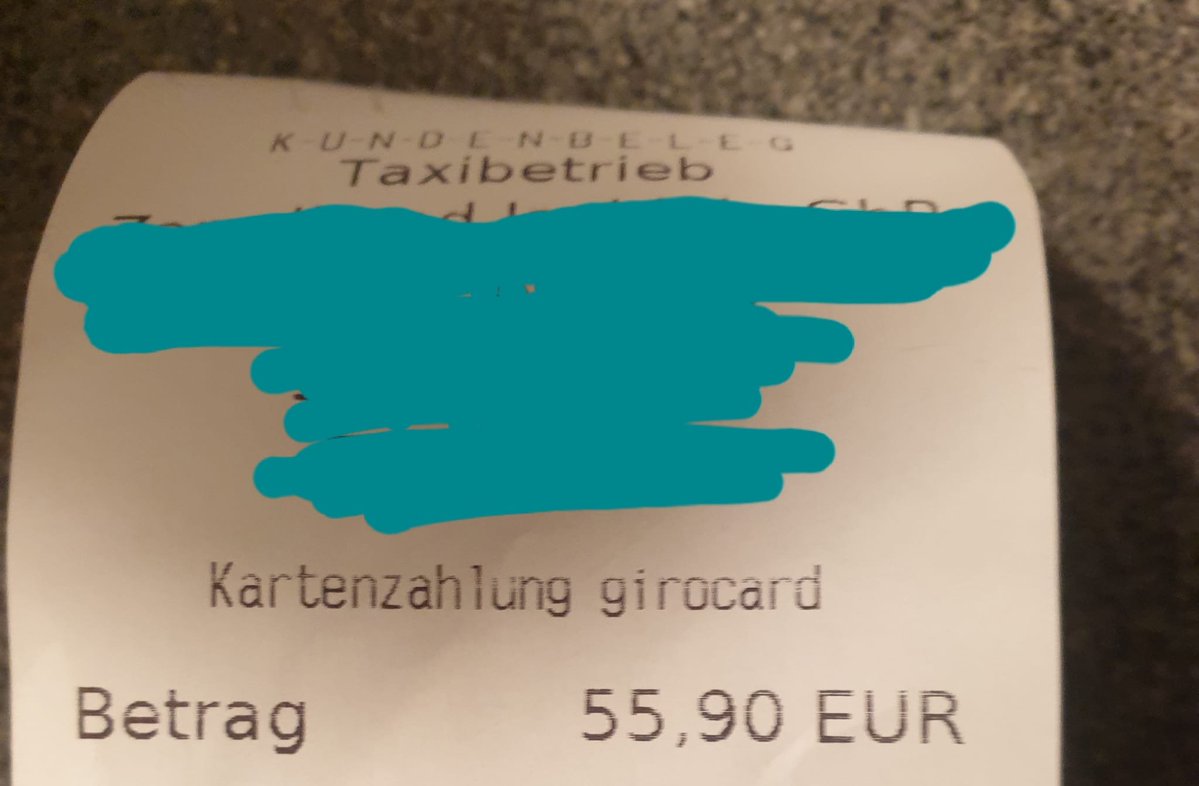 K-U-N-D-E-N-B-E-L-E-G
Taxibetrieb
Kartenzahlung girocard
Betrag 55,90 EUR